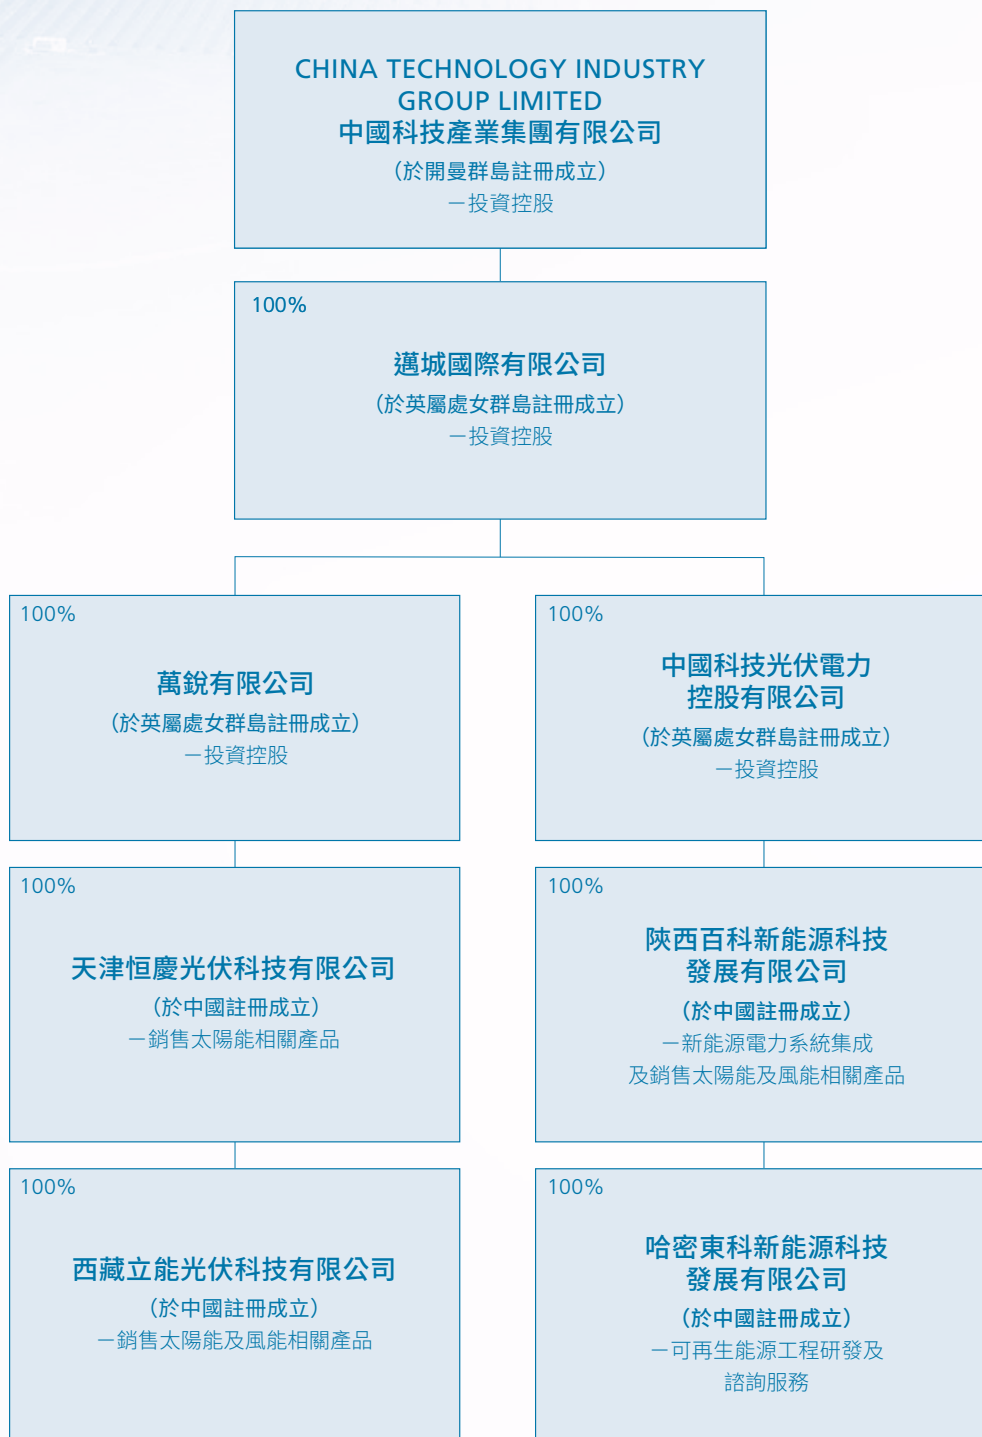 CHINA TECHNOLOGY INDUSTRY
GROUP LIMITED
中國科技產業集團有限公司
（於開曼群島註冊成立）
－投資控股
100%
邁城國際有限公司
（於英屬處女群島註冊成立）
－投資控股
100%
萬銳有限公司
（於英屬處女群島註冊成立）
－投資控股
100%
中國科技光伏電力
控股有限公司
（於英屬處女群島註冊成立）
－投資控股
100%
天津恒慶光伏科技有限公司
（於中國註冊成立）
－銷售太陽能相關產品
100%
陝西百科新能源科技
發展有限公司
（於中國註冊成立）
－新能源電力系統集成
及銷售太陽能及風能相關產品
100%
西藏立能光伏科技有限公司
（於中國註冊成立）
－銷售太陽能及風能相關產品
100%
哈密東科新能源科技
發展有限公司
（於中國註冊成立）
－可再生能源工程研發及
諮詢服務